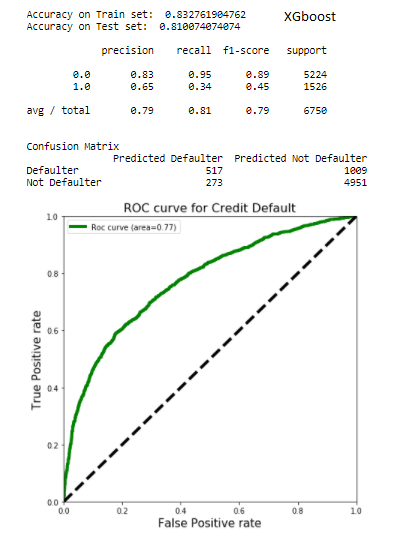 Accuracy on Train set: 0.832761904762
XGboost
Accuracy on Test set: 0.810074074074
precision recall f1-score support
0.0 0.83 0.95 0.89 5224
1.0 0.65 0.34 0.45 1526
avg / total 0.79 0.81 0.79 6750
Confusion Matrix
Predicted Defaulter Predicted Not Defaulter
Defaulter 517 1009
Not Defaulter 273 4951
ROC curve for Credit Default
Roc curve (area=0.77)
True Positive rate
1.0
0.8
0.6
0.4
0.2
0.0
0.0 0.2 0.4 0.6 0.8 1.0
False Positive rate